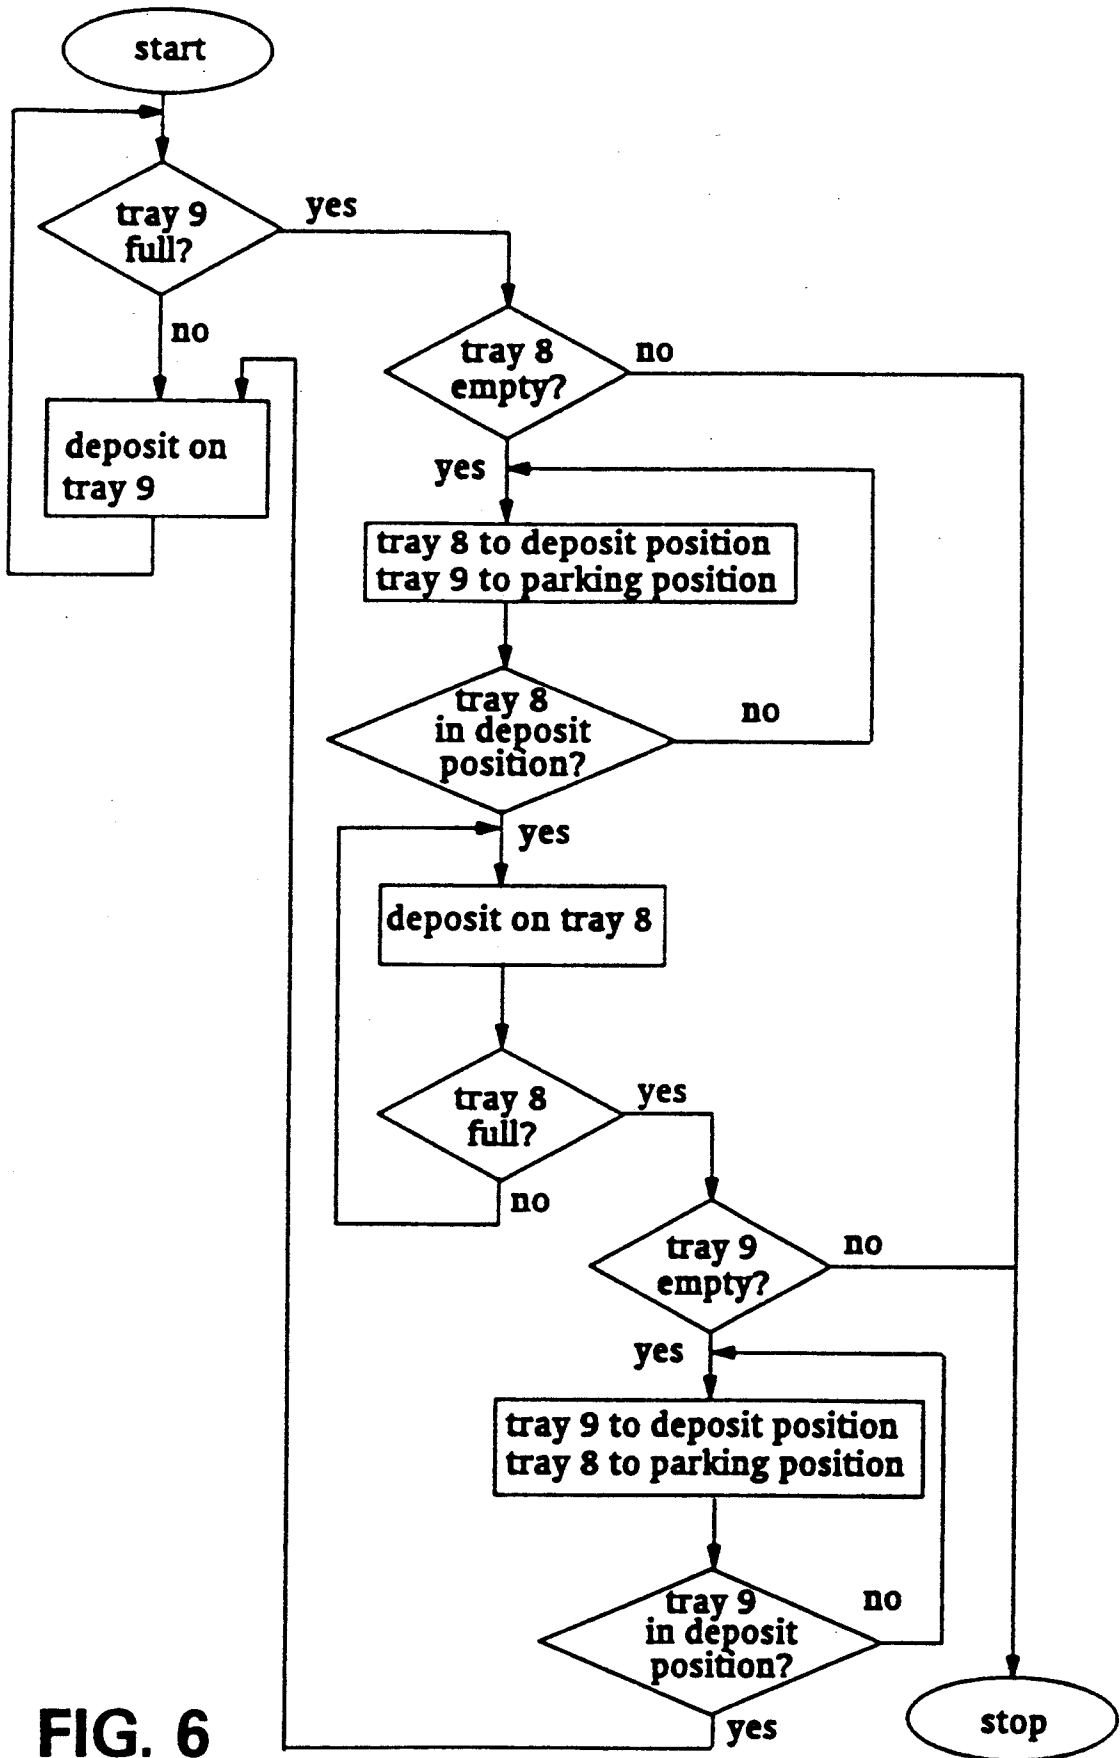 start
tray 9
full?
yes
no
deposit on
tray 9
tray 8
empty?
no
yes
tray 8 to deposit position
tray 9 to parking position
tray 8
in deposit
position?
no
yes
deposit on tray 8
tray 8
full?
yes
no
tray 9
empty?
no
yes
tray 9 to deposit position
tray 8 to parking position
tray 9
in deposit
position?
no
yes
stop
FIG. 6